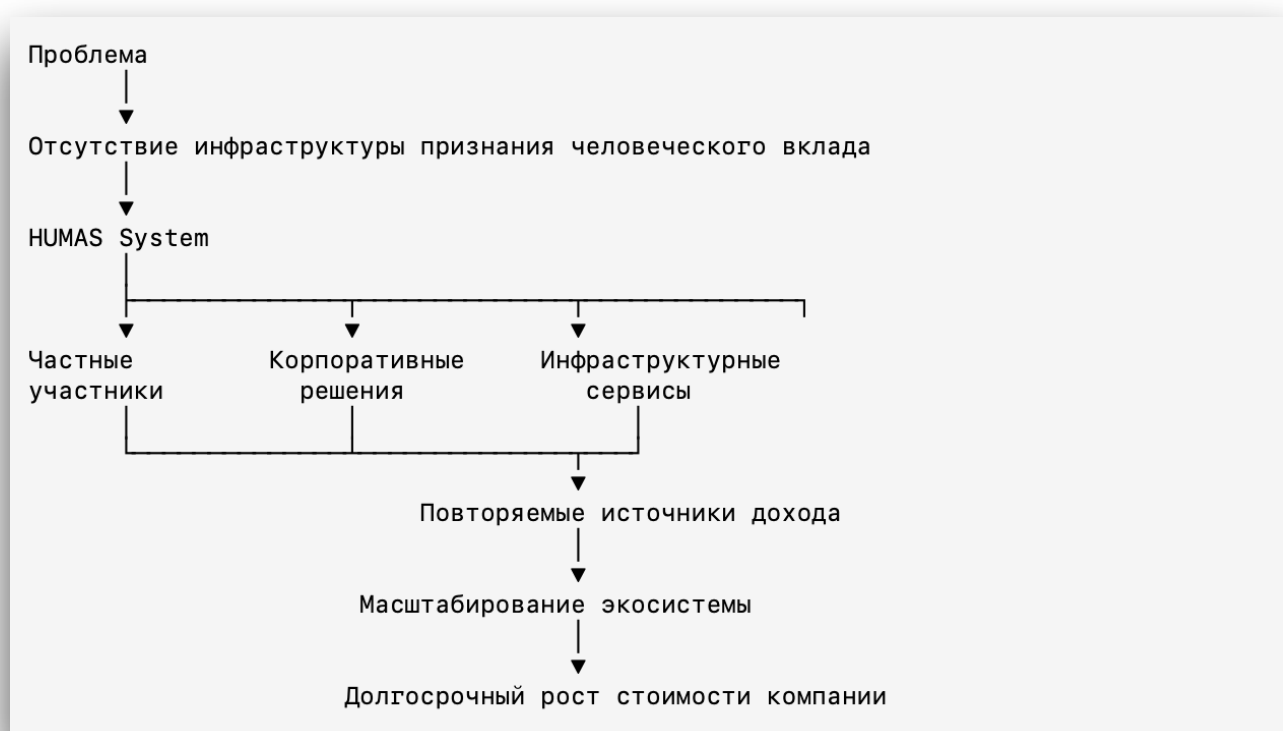 Проблема
Отсутствие инфраструктуры признания человеческого вклада
HUMAS System
Частные Корпоративные Инфраструктурные
участники решения сервисы
Повторяемые источники дохода
Масштабирование экосистемы
Долгосрочный рост стоимости компании